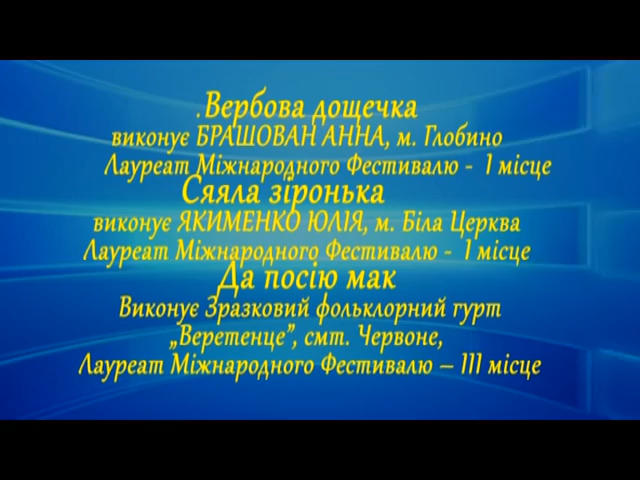 .Вербова дощечка
виконує БРАШОВАН АННА, м. Глобино
Лауреат Міжнародного Фестивалю - І місце
Сяяла зіронька
виконує ЯКИМЕНКО ЮЛІЯ, м. Біла Церква
Лауреат Міжнародного Фестивалю - І місце
Да посію мак
Виконує Зразковий фольклорний гурт
„Веретенце”, смт. Червоне,
Лауреат Міжнародного Фестивалю – ІІІ місце